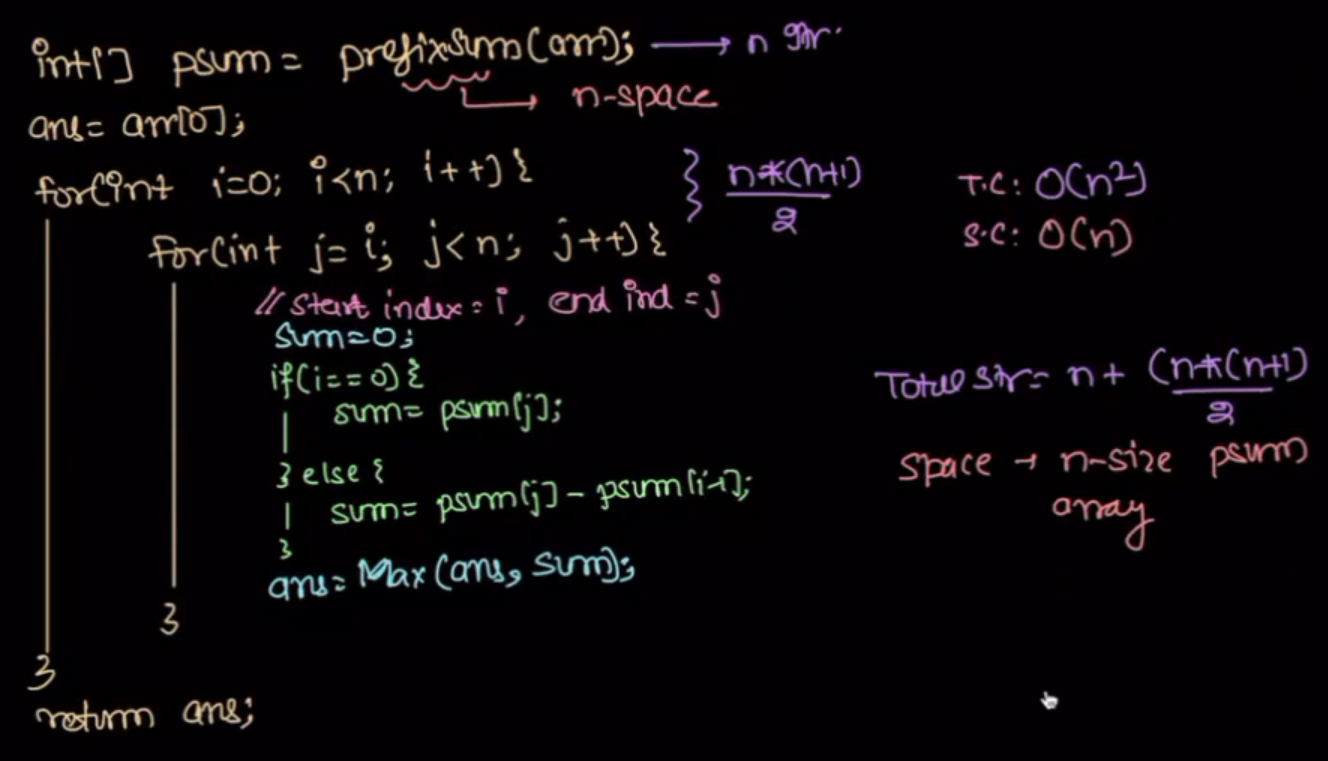 int[] psum = prefixsum(arr); → n itr.
→ n-space
ans = arr[0];
for(int i=0; i<n; i++) {
for(int j=i; j<n; j++) {
} n*(n+1)/2
T.C: O(n²)
S.C: O(n)
// Start index = i, end ind = j
sum=0;
if(i==0) {
sum= psum[j];
} else {
sum= psum[j] - psum[i-1];
}
ans= Max(ans, sum);
}
}
return ans;
Total itr= n + (n*(n+1)/2
space → n-size psum
array